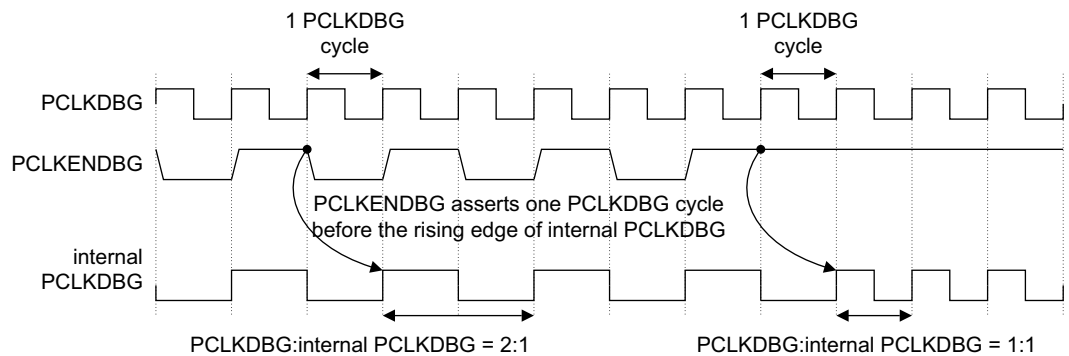 1 PCLKDBG
cycle
1 PCLKDBG
cycle
PCLKDBG
PCLKENDBG
PCLKENDBG asserts one PCLKDBG cycle
before the rising edge of internal PCLKDBG
internal
PCLKDBG
PCLKDBG:internal PCLKDBG = 2:1
PCLKDBG:internal PCLKDBG = 1:1